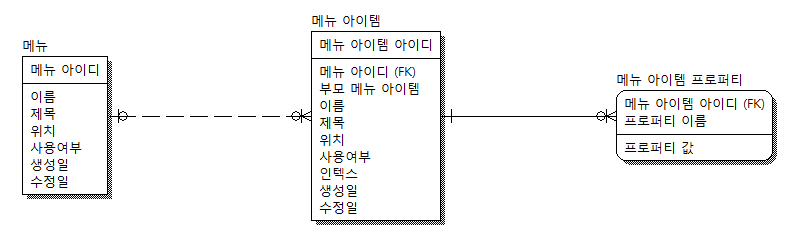 메뉴
메뉴 아이디
이름
제목
위치
사용여부
생성일
수정일
메뉴 아이템
메뉴 아이템 아이디
메뉴 아이디 (FK)
부모 메뉴 아이템
이름
제목
위치
사용여부
인텍스
생성일
수정일
메뉴 아이템 프로퍼티
메뉴 아이템 아이디 (FK)
프로퍼티 이름
프로퍼티 값